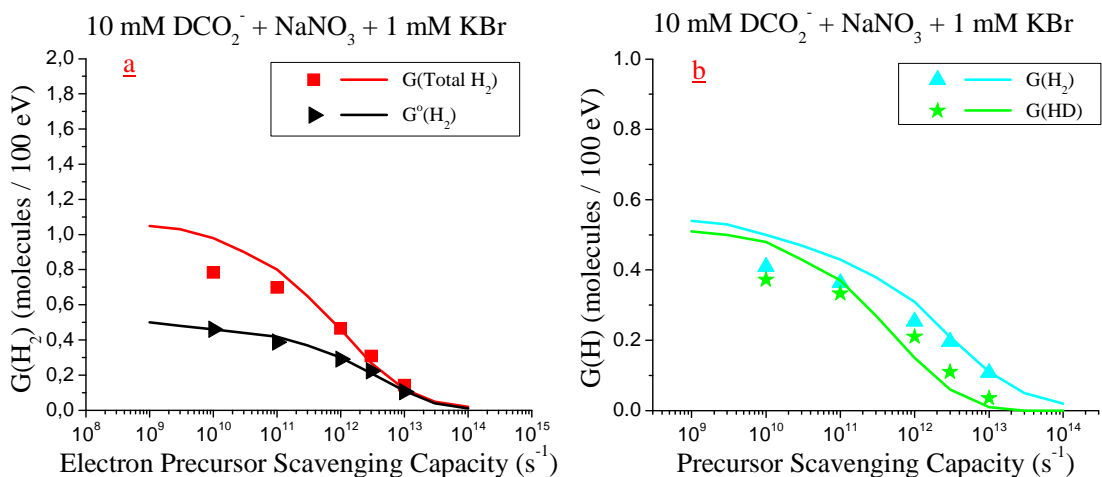 10 mM DCO₂⁻ + NaNO₃ + 1 mM KBr
a
G(Total H₂)
Gᵒ(H₂)
2,0
1,8
1,6
1,4
1,2
1,0
0,8
0,6
0,4
0,2
0,0
G(H₂) (molecules / 100 eV)
10⁸ 10⁹ 10¹⁰ 10¹¹ 10¹² 10¹³ 10¹⁴ 10¹⁵
Electron Precursor Scavenging Capacity (s⁻¹)
10 mM DCO₂⁻ + NaNO₃ + 1 mM KBr
b
G(H₂)
G(HD)
1.0
0.8
0.6
0.4
0.2
0.0
G(H) (molecules / 100 eV)
10⁹ 10¹⁰ 10¹¹ 10¹² 10¹³ 10¹⁴
Precursor Scavenging Capacity (s⁻¹)